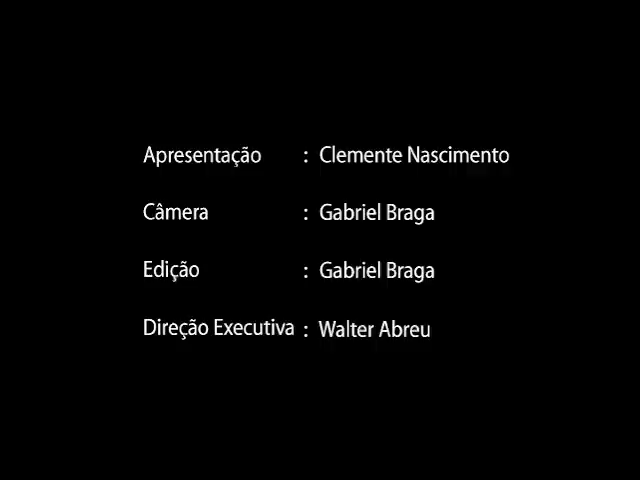 Apresentação : Clemente Nascimento
Câmera : Gabriel Braga
Edição : Gabriel Braga
Direção Executiva : Walter Abreu